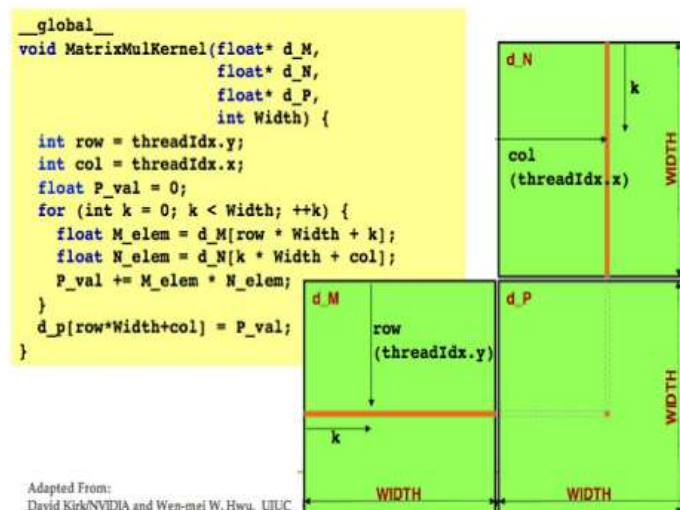 __global__
void MatrixMulKernel(float* d_M,
float* d_N,
float* d_P,
int Width) {
int row = threadIdx.y;
int col = threadIdx.x;
float P_val = 0;
for (int k = 0; k < Width; ++k) {
float M_elem = d_M[row * Width + k];
float N_elem = d_N[k * Width + col];
P_val += M_elem * N_elem;
}
d_p[row*Width+col] = P_val;
}
d_N
k
col
(threadIdx.x)
WIDTH
d_M
row
(threadIdx.y)
k
WIDTH
d_P
WIDTH
WIDTH
Adapted From:
David Kirk/NVIDIA and Wen-mei W. Hwu, UIUC